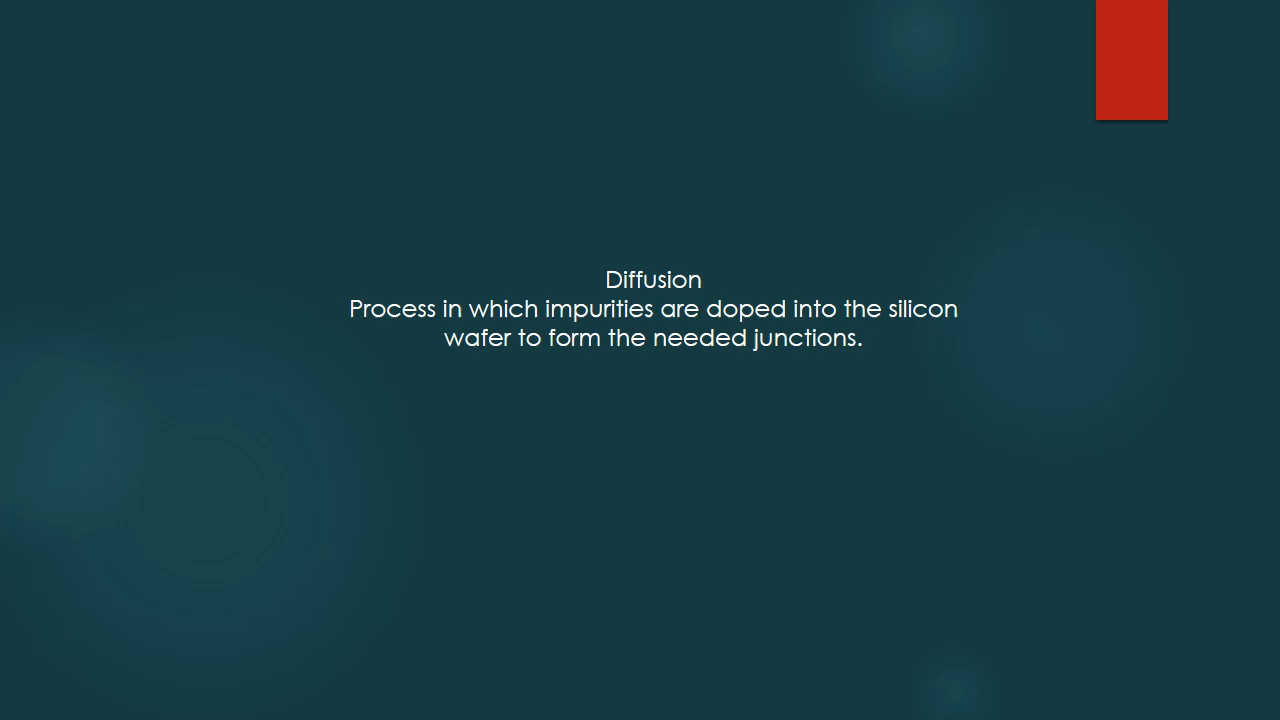 Diffusion
Process in which impurities are doped into the silicon
wafer to form the needed junctions.